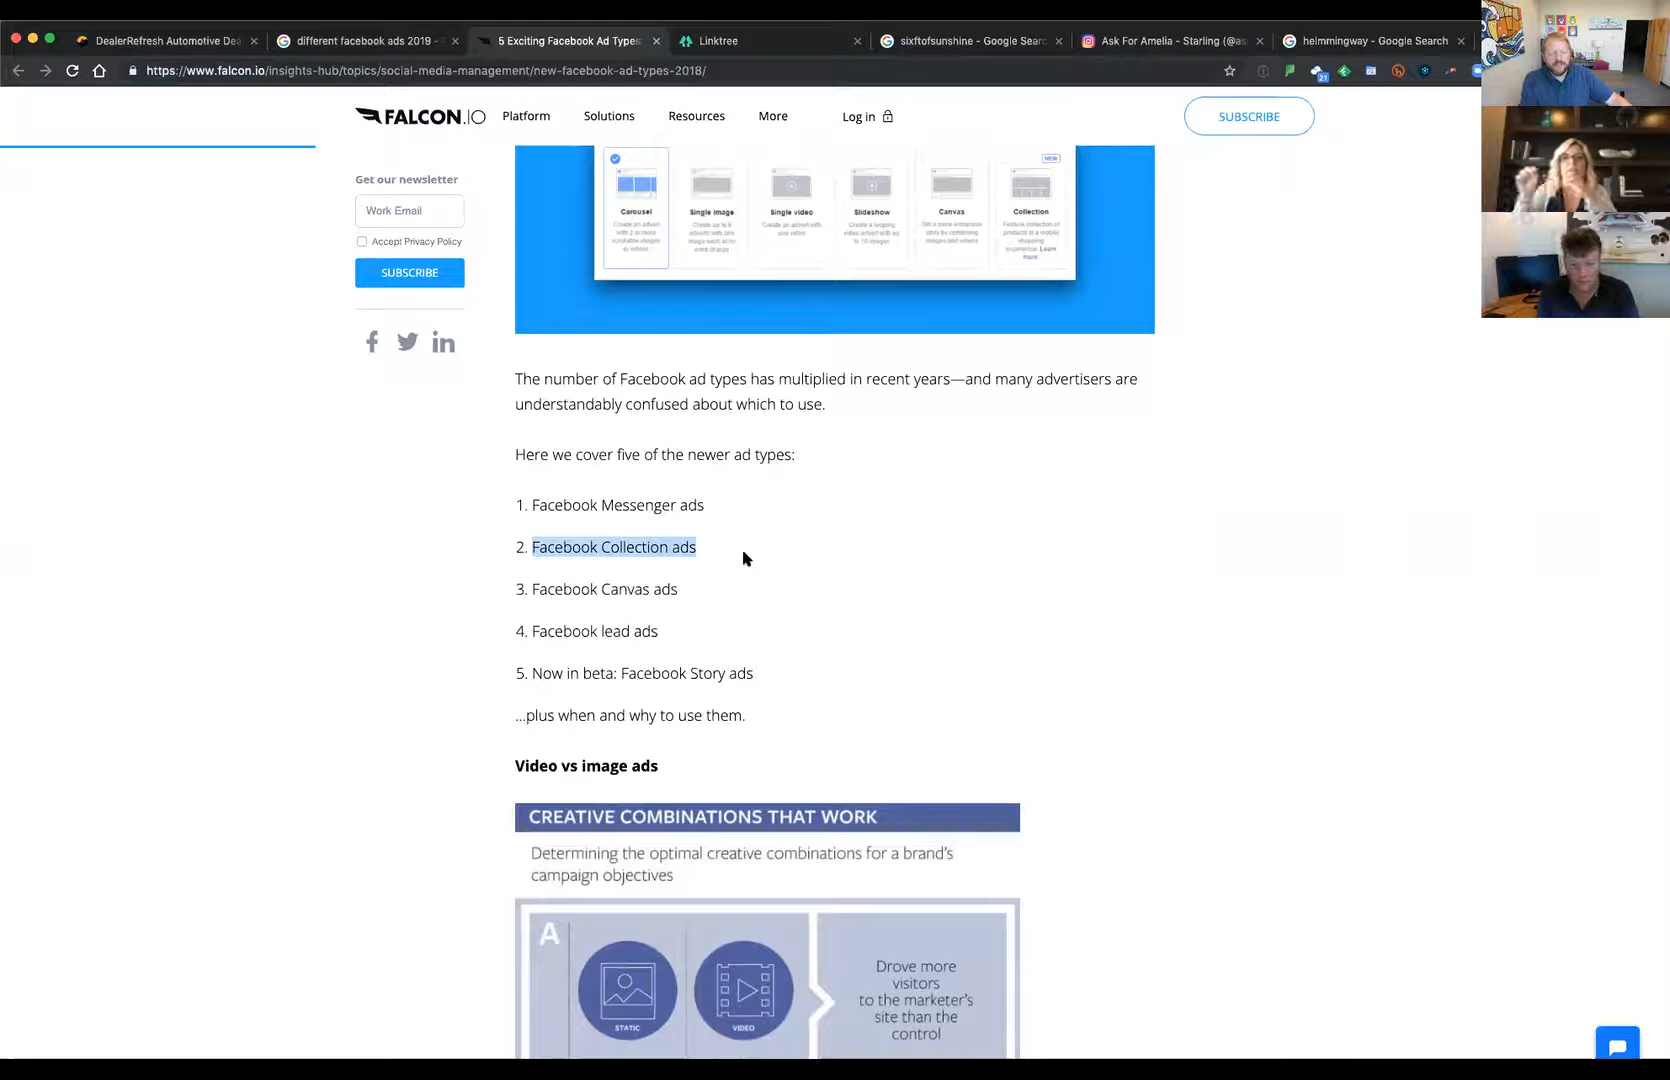 DealerRefresh Automotive Dea
different facebook ads 2019 -
5 Exciting Facebook Ad Types
Linktree
sixftofsunshine - Google Sear
Ask For Amelia - Starling (@as
helmmingway - Google Search
https://www.falcon.io/insights-hub/topics/social-media-management/new-facebook-ad-types-2018/
21
FALCON.IO
Platform
Solutions
Resources
More
Log in
SUBSCRIBE
Get our newsletter
Work Email
Accept Privacy Policy
SUBSCRIBE
NEW
Carousel
Single image
Single video
Slideshow
Canvas
Collection
The number of Facebook ad types has multiplied in recent years—and many advertisers are
understandably confused about which to use.
Here we cover five of the newer ad types:
1. Facebook Messenger ads
2. Facebook Collection ads
3. Facebook Canvas ads
4. Facebook lead ads
5. Now in beta: Facebook Story ads
...plus when and why to use them.
Video vs image ads
CREATIVE COMBINATIONS THAT WORK
Determining the optimal creative combinations for a brand's
campaign objectives
A
STATIC
VIDEO
Drove more
visitors
to the marketer's
site than the
control